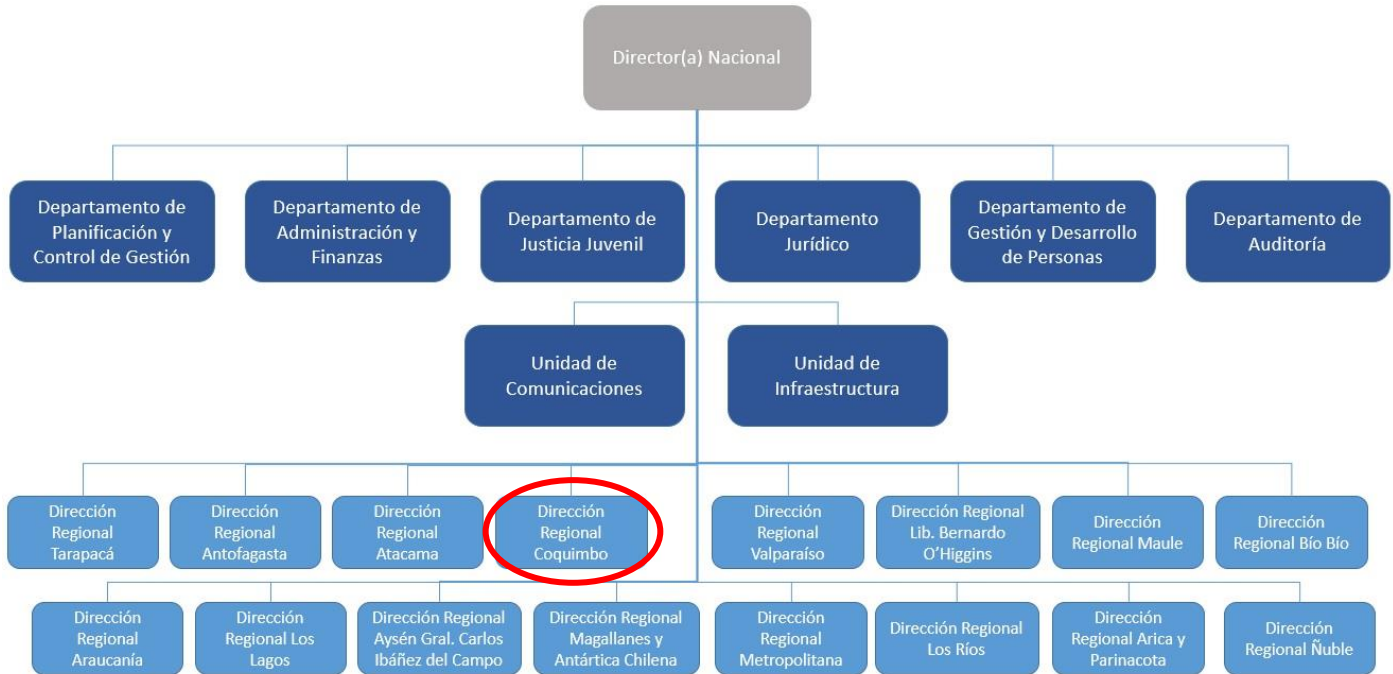 Director(a) Nacional
Departamento de
Planificación y
Control de Gestión
Departamento de
Administración y
Finanzas
Departamento de
Justicia Juvenil
Departamento
Jurídico
Departamento de
Gestión y Desarrollo
de Personas
Departamento de
Auditoría
Unidad de
Comunicaciones
Unidad de
Infraestructura
Dirección
Regional
Tarapacá
Dirección
Regional
Antofagasta
Dirección
Regional
Atacama
Dirección
Regional
Coquimbo
Dirección
Regional
Valparaíso
Dirección Regional
Lib. Bernardo
O’Higgins
Dirección
Regional Maule
Dirección
Regional Bío Bío
Dirección
Regional
Araucanía
Dirección
Regional Los
Lagos
Dirección Regional
Aysén Gral. Carlos
Ibáñez del Campo
Dirección Regional
Magallanes y
Antártica Chilena
Dirección
Regional
Metropolitana
Dirección Regional
Los Ríos
Dirección
Regional Arica y
Parinacota
Dirección
Regional Ñuble